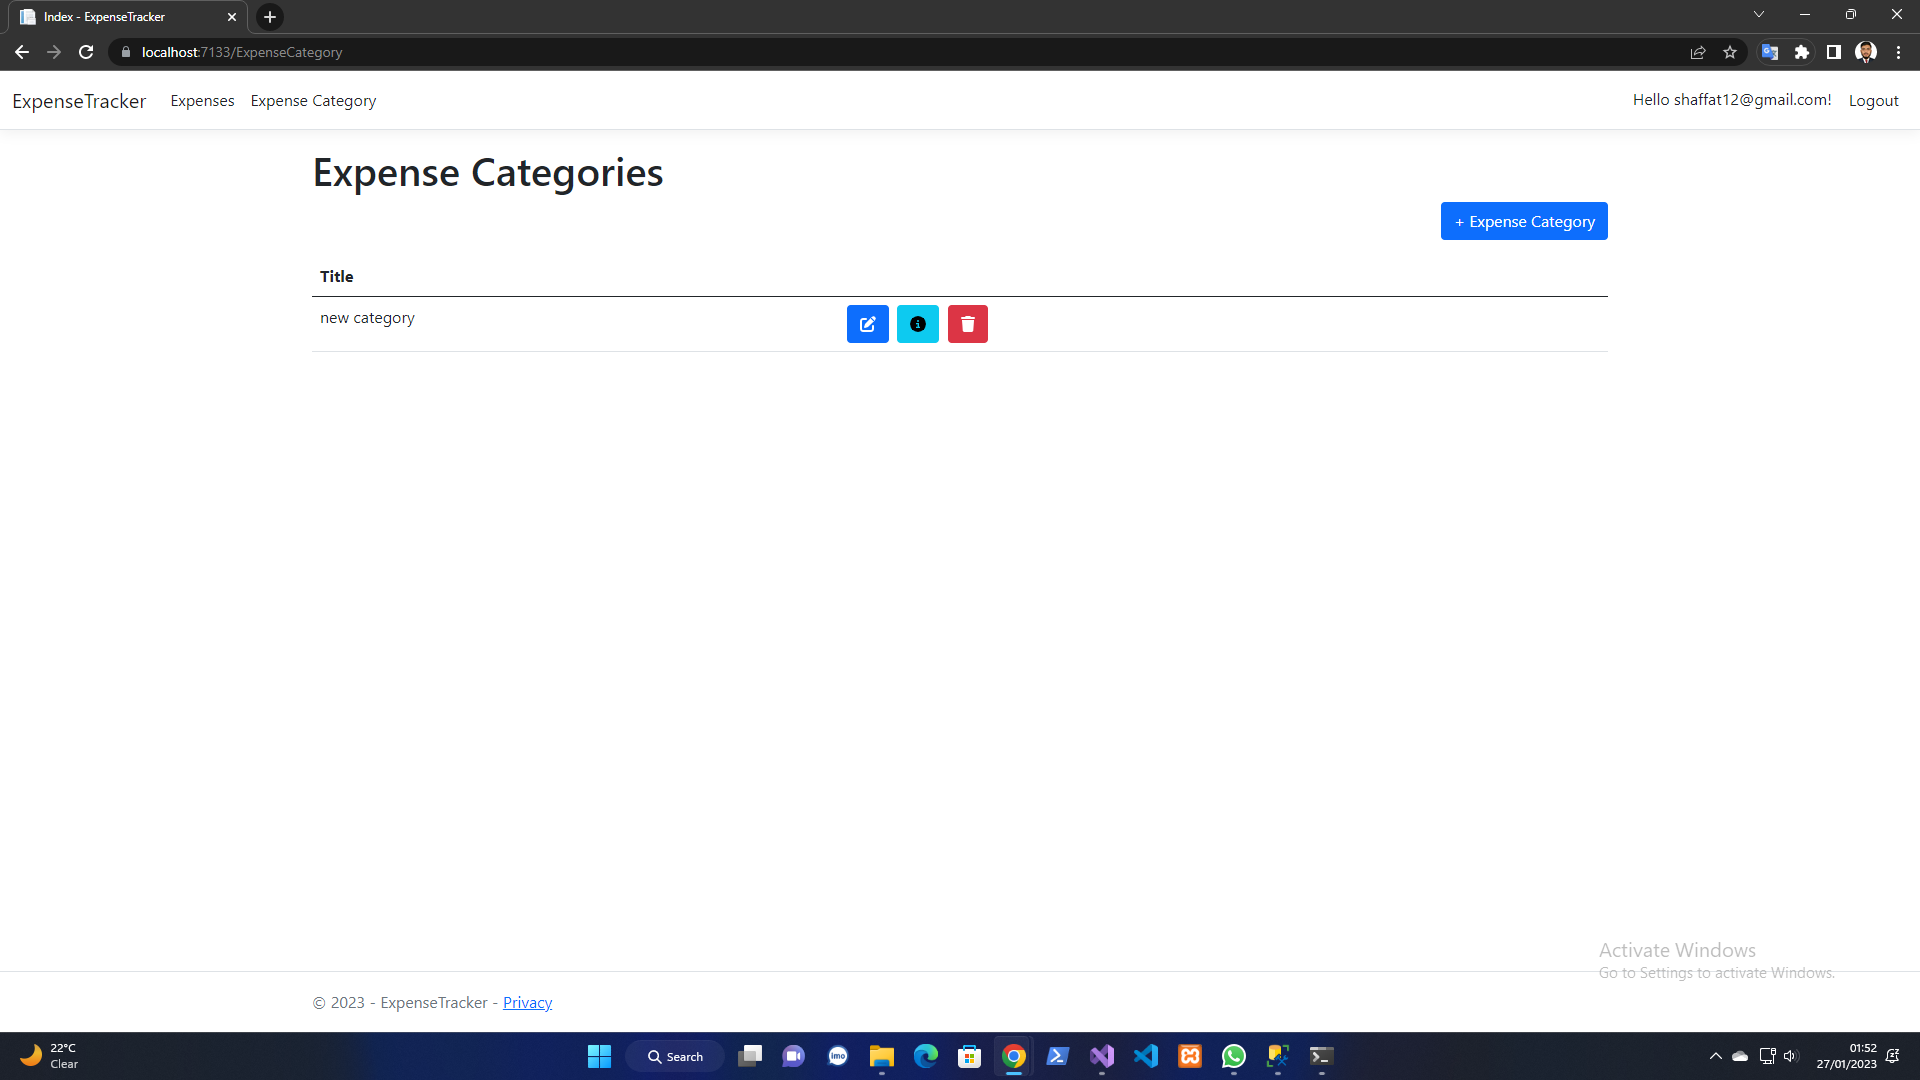 Index - ExpenseTracker
localhost:7133/ExpenseCategory
ExpenseTracker Expenses Expense Category Hello shaffat12@gmail.com! Logout
Expense Categories
+ Expense Category
Title
new category
Activate Windows
Go to Settings to activate Windows.
© 2023 - ExpenseTracker - Privacy
22°C
Clear
Search
imo
01:52
27/01/2023